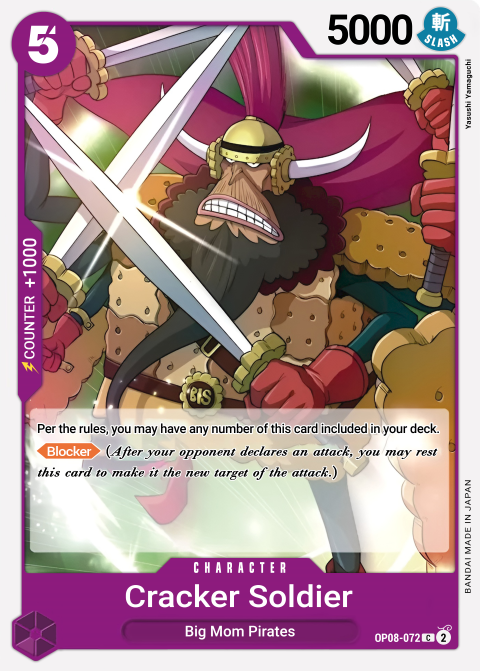 5
5000
斬
SLASH
Yasushi Yamaguchi
COUNTER +1000
BIS
Per the rules, you may have any number of this card included in your deck.
Blocker (After your opponent declares an attack, you may rest
this card to make it the new target of the attack.)
BANDAI MADE IN JAPAN
CHARACTER
Cracker Soldier
Big Mom Pirates
OP08-072 C 2